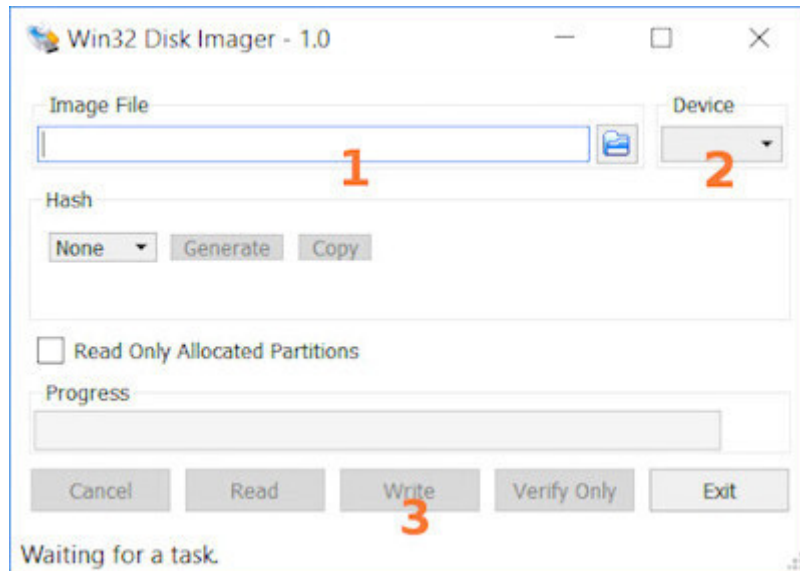 Win32 Disk Imager - 1.0
Image File
Device
1
2
Hash
None Generate Copy
Read Only Allocated Partitions
Progress
Cancel Read Write Verify Only Exit
3
Waiting for a task.